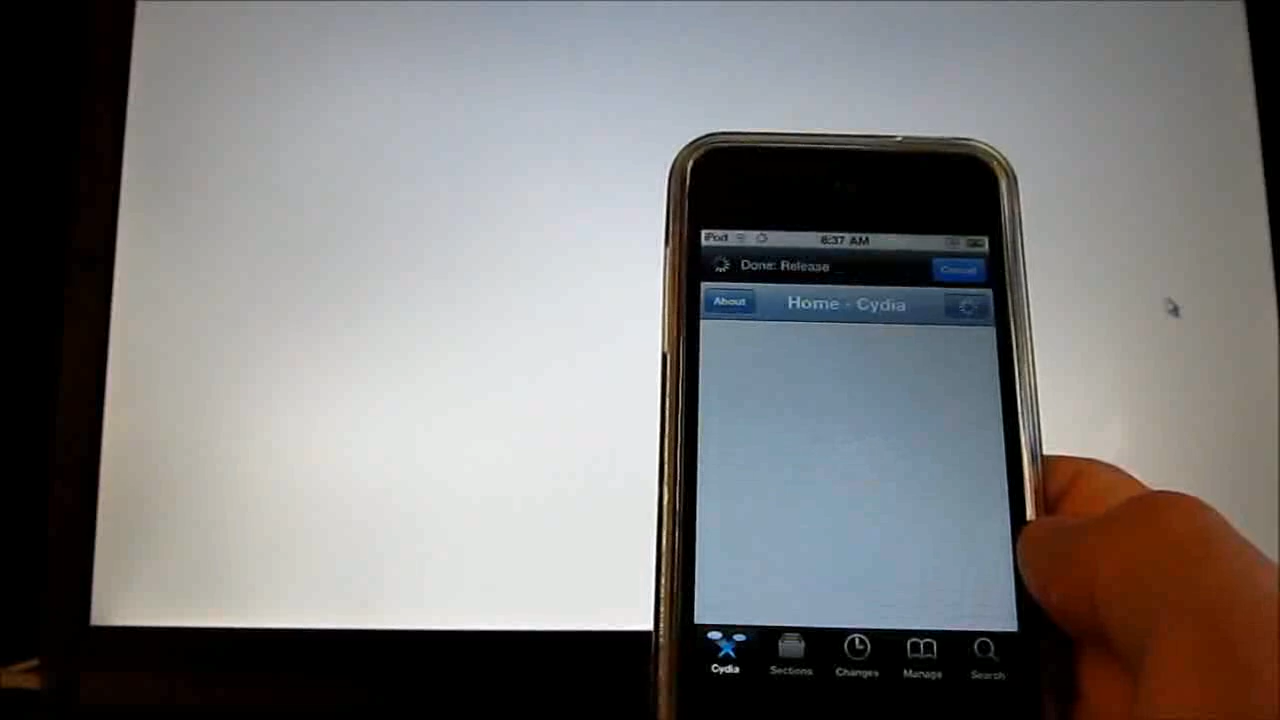 iPod 8:37 AM
Done: Release Cancel
About Home - Cydia
Cydia Sections Changes Manage Search